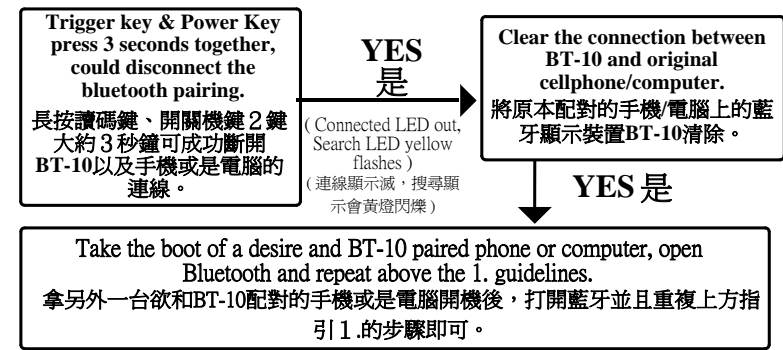 Trigger key & Power Key
press 3 seconds together,
could disconnect the
bluetooth pairing.
長按讀碼鍵、開關機鍵２鍵
大約３秒鐘可成功斷開
BT-10以及手機或是電腦的
連線。
YES
是
( Connected LED out,
Search LED yellow
flashes )
( 連線顯示滅，搜尋顯
示會黃燈閃爍 )
Clear the connection between
BT-10 and original
cellphone/computer.
將原本配對的手機/電腦上的藍
牙顯示裝置BT-10清除。
YES 是
Take the boot of a desire and BT-10 paired phone or computer, open
Bluetooth and repeat above the 1. guidelines.
拿另外一台欲和BT-10配對的手機或是電腦開機後，打開藍牙並且重複上方指
引１.的步驟即可。